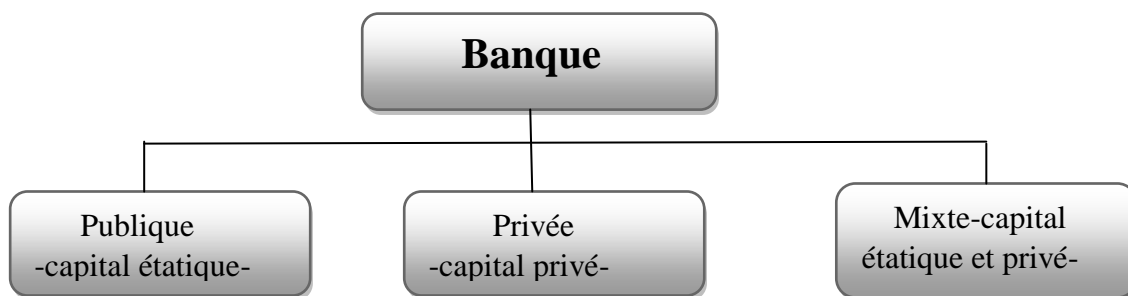 Banque
Publique
-capital étatique-
Privée
-capital privé-
Mixte-capital
étatique et privé-